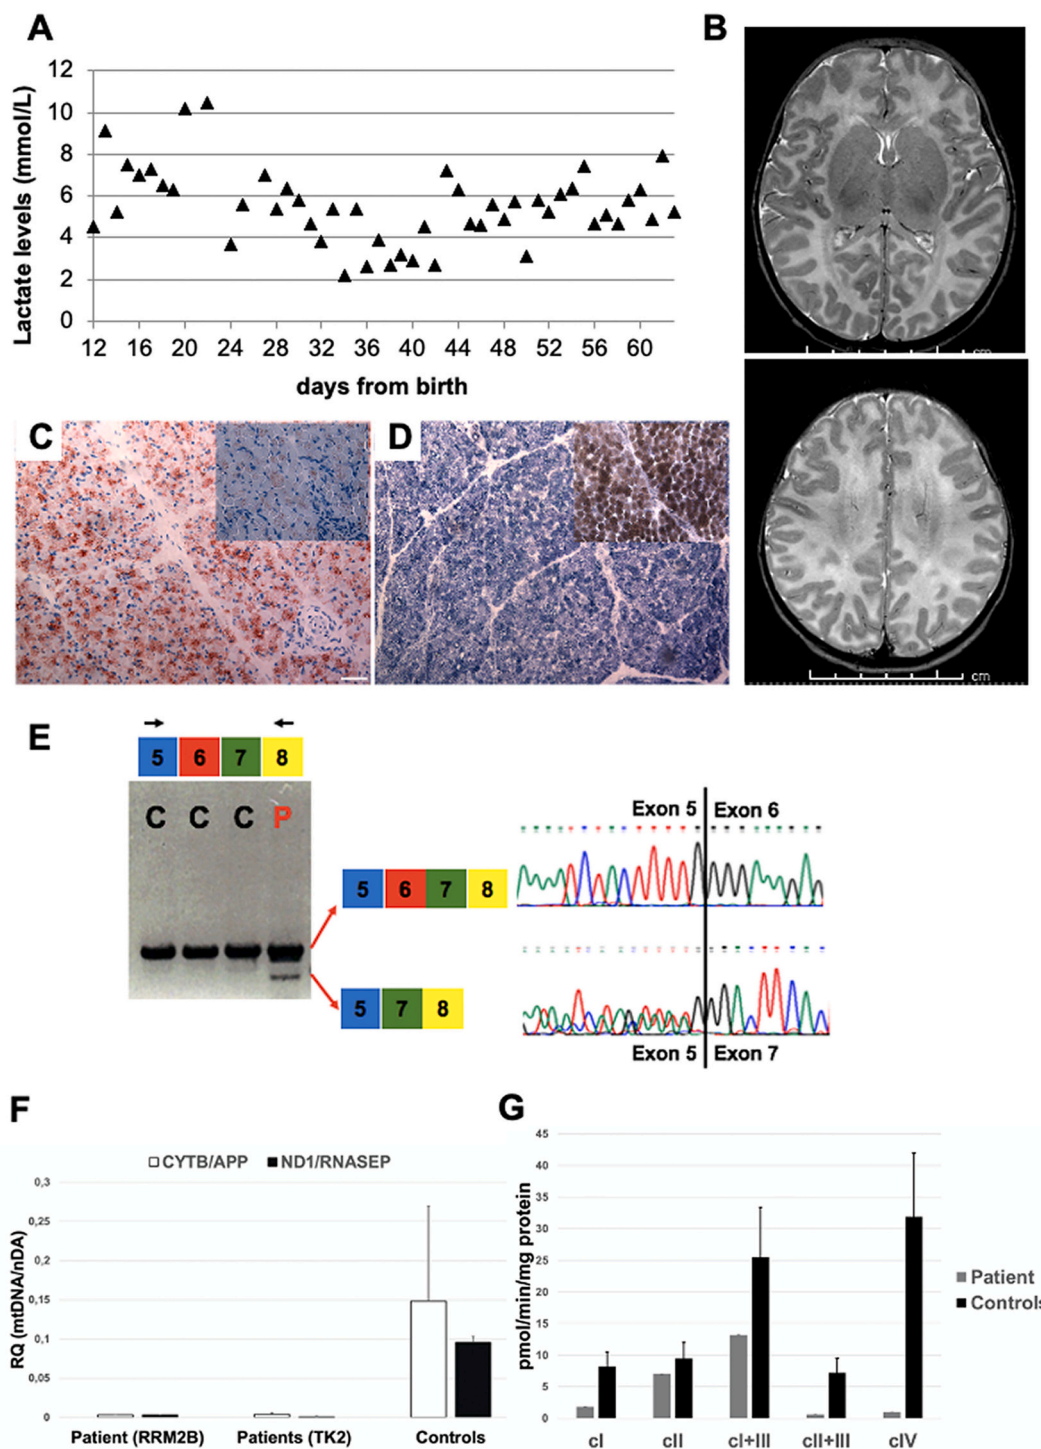 A
B
Lactate levels (mmol/L)
12
10
8
6
4
2
0
12 16 20 24 28 32 36 40 44 48 52 56 60
days from birth
cm
cm
C
D
E
5 6 7 8
C C C P
5 6 7 8
5 7 8
Exon 5 Exon 6
Exon 5 Exon 7
F
G
CYTB/APP ND1/RNASEP
RQ (mtDNA/nDA)
0,3
0,25
0,2
0,15
0,1
0,05
0
Patient (RRM2B) Patients (TK2) Controls
pmol/min/mg protein
45
40
35
30
25
20
15
10
5
0
cI cII cI+III cII+III cIV
Patient
Controls